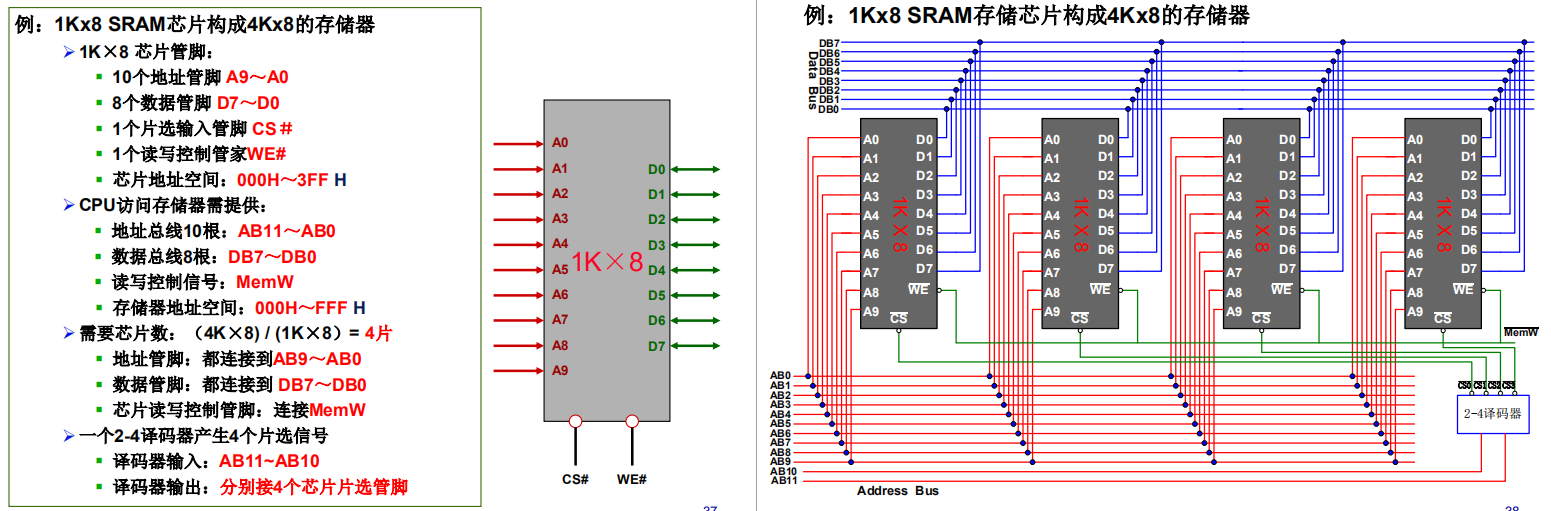 例：1Kx8 SRAM芯片构成4Kx8的存储器
➢1K×8 芯片管脚：
▪ 10个地址管脚 A9～A0
▪ 8个数据管脚 D7～D0
▪ 1个片选输入管脚 CS＃
▪ 1个读写控制管家WE#
▪ 芯片地址空间：000H～3FF H
➢CPU访问存储器需提供：
▪ 地址总线10根：AB11～AB0
▪ 数据总线8根：DB7～DB0
▪ 读写控制信号：MemW
▪ 存储器地址空间：000H～FFF H
➢需要芯片数：（4K×8) / (1K×8）= 4片
▪ 地址管脚：都连接到AB9～AB0
▪ 数据管脚：都连接到 DB7～DB0
▪ 芯片读写控制管脚：连接MemW
➢一个2-4译码器产生4个片选信号
▪ 译码器输入：AB11~AB10
▪ 译码器输出：分别接4个芯片片选管脚
A0
A1
A2
A3
A4
A5
A6
A7
A8
A9
1K×8
D0
D1
D2
D3
D4
D5
D6
D7
CS#
WE#
37
例：1Kx8 SRAM存储芯片构成4Kx8的存储器
DB7
DB6
DB5
DB4
DB3
DB2
DB1
DB0
Data Bus
A0
A1
A2
A3
A4
A5
A6
A7
A8
A9
1K×8
D0
D1
D2
D3
D4
D5
D6
D7
WE
CS
A0
A1
A2
A3
A4
A5
A6
A7
A8
A9
1K×8
D0
D1
D2
D3
D4
D5
D6
D7
WE
CS
A0
A1
A2
A3
A4
A5
A6
A7
A8
A9
1K×8
D0
D1
D2
D3
D4
D5
D6
D7
WE
CS
A0
A1
A2
A3
A4
A5
A6
A7
A8
A9
1K×8
D0
D1
D2
D3
D4
D5
D6
D7
WE
CS
MemW
CS0 CS1 CS2 CS3
2-4译码器
AB0
AB1
AB2
AB3
AB4
AB5
AB6
AB7
AB8
AB9
AB10
AB11
Address Bus
38